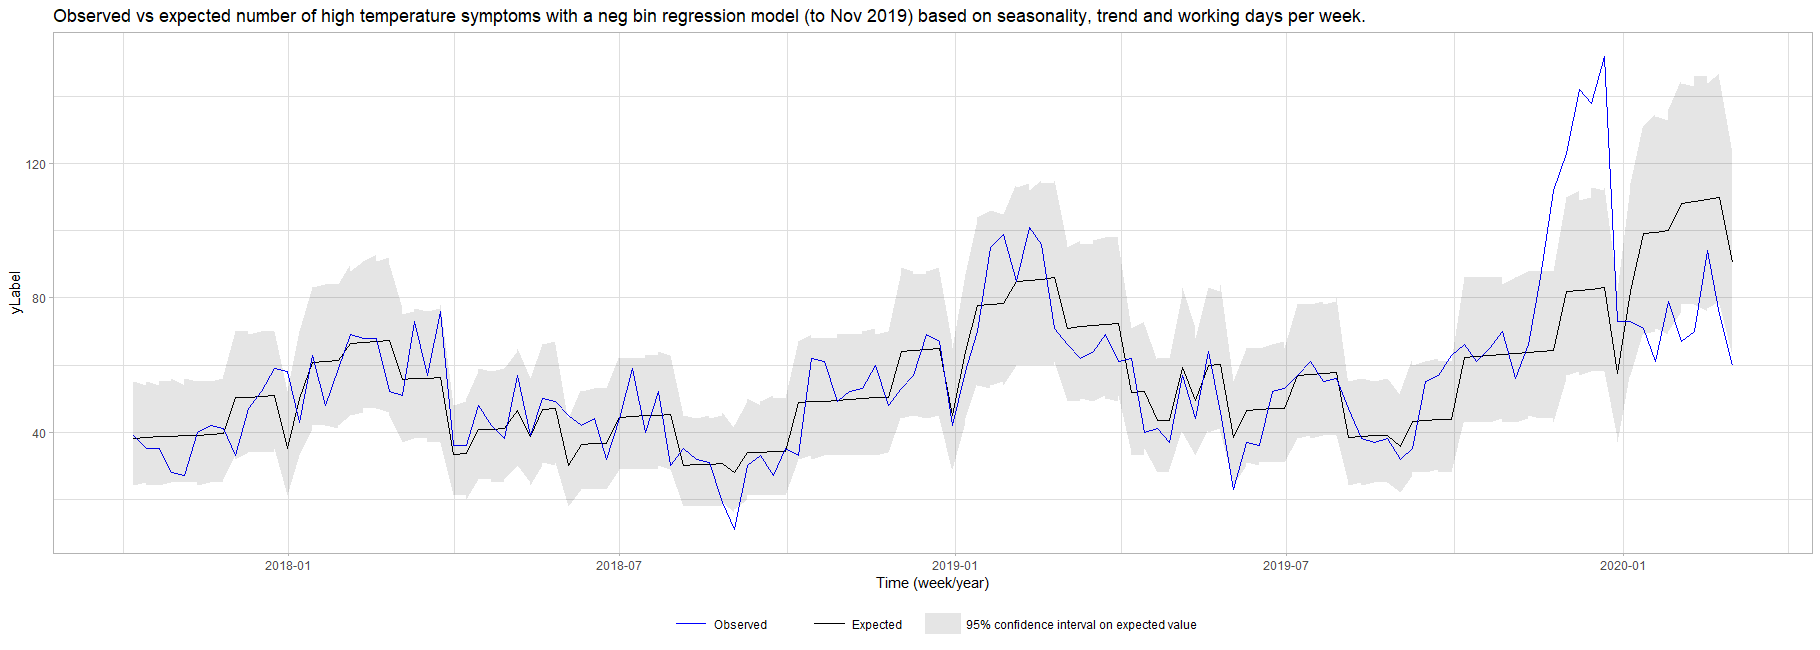 Observed vs expected number of high temperature symptoms with a neg bin regression model (to Nov 2019) based on seasonality, trend and working days per week.
120
80
40
yLabel
2018-01
2018-07
2019-01
2019-07
2020-01
Time (week/year)
Observed
Expected
95% confidence interval on expected value